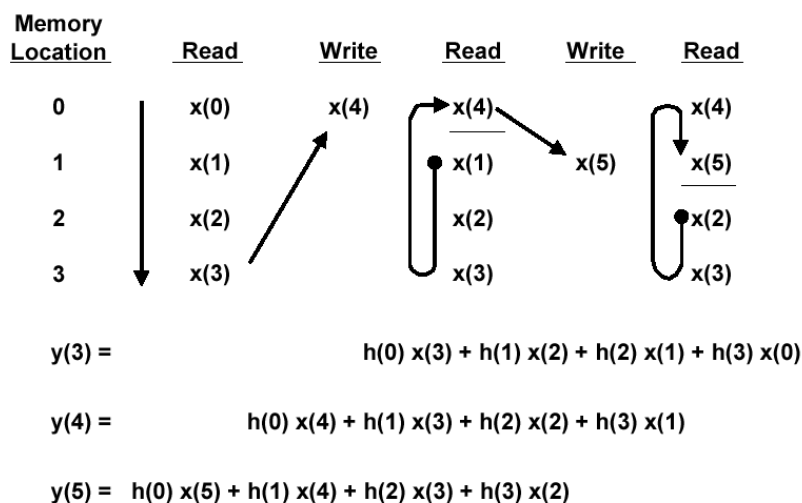 Memory
Location Read Write Read Write Read
0 x(0) x(4) x(4) x(4)
1 x(1) x(1) x(5) x(5)
2 x(2) x(2) x(2)
3 x(3) x(3) x(3)
y(3) = h(0) x(3) + h(1) x(2) + h(2) x(1) + h(3) x(0)
y(4) = h(0) x(4) + h(1) x(3) + h(2) x(2) + h(3) x(1)
y(5) = h(0) x(5) + h(1) x(4) + h(2) x(3) + h(3) x(2)